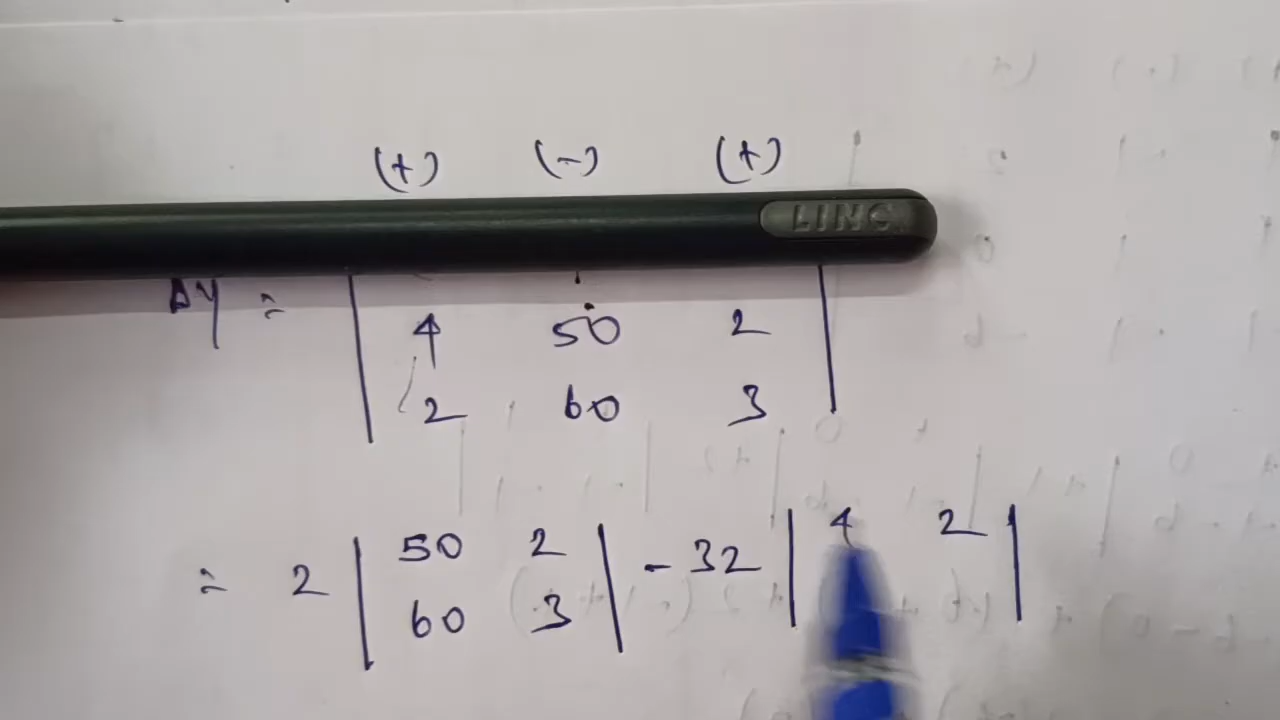 (+) (-) (+)
LINC
ΔY =
4 50 2
2 60 3
= 2 | 50 2 | - 32 | 4 2 |
60 3